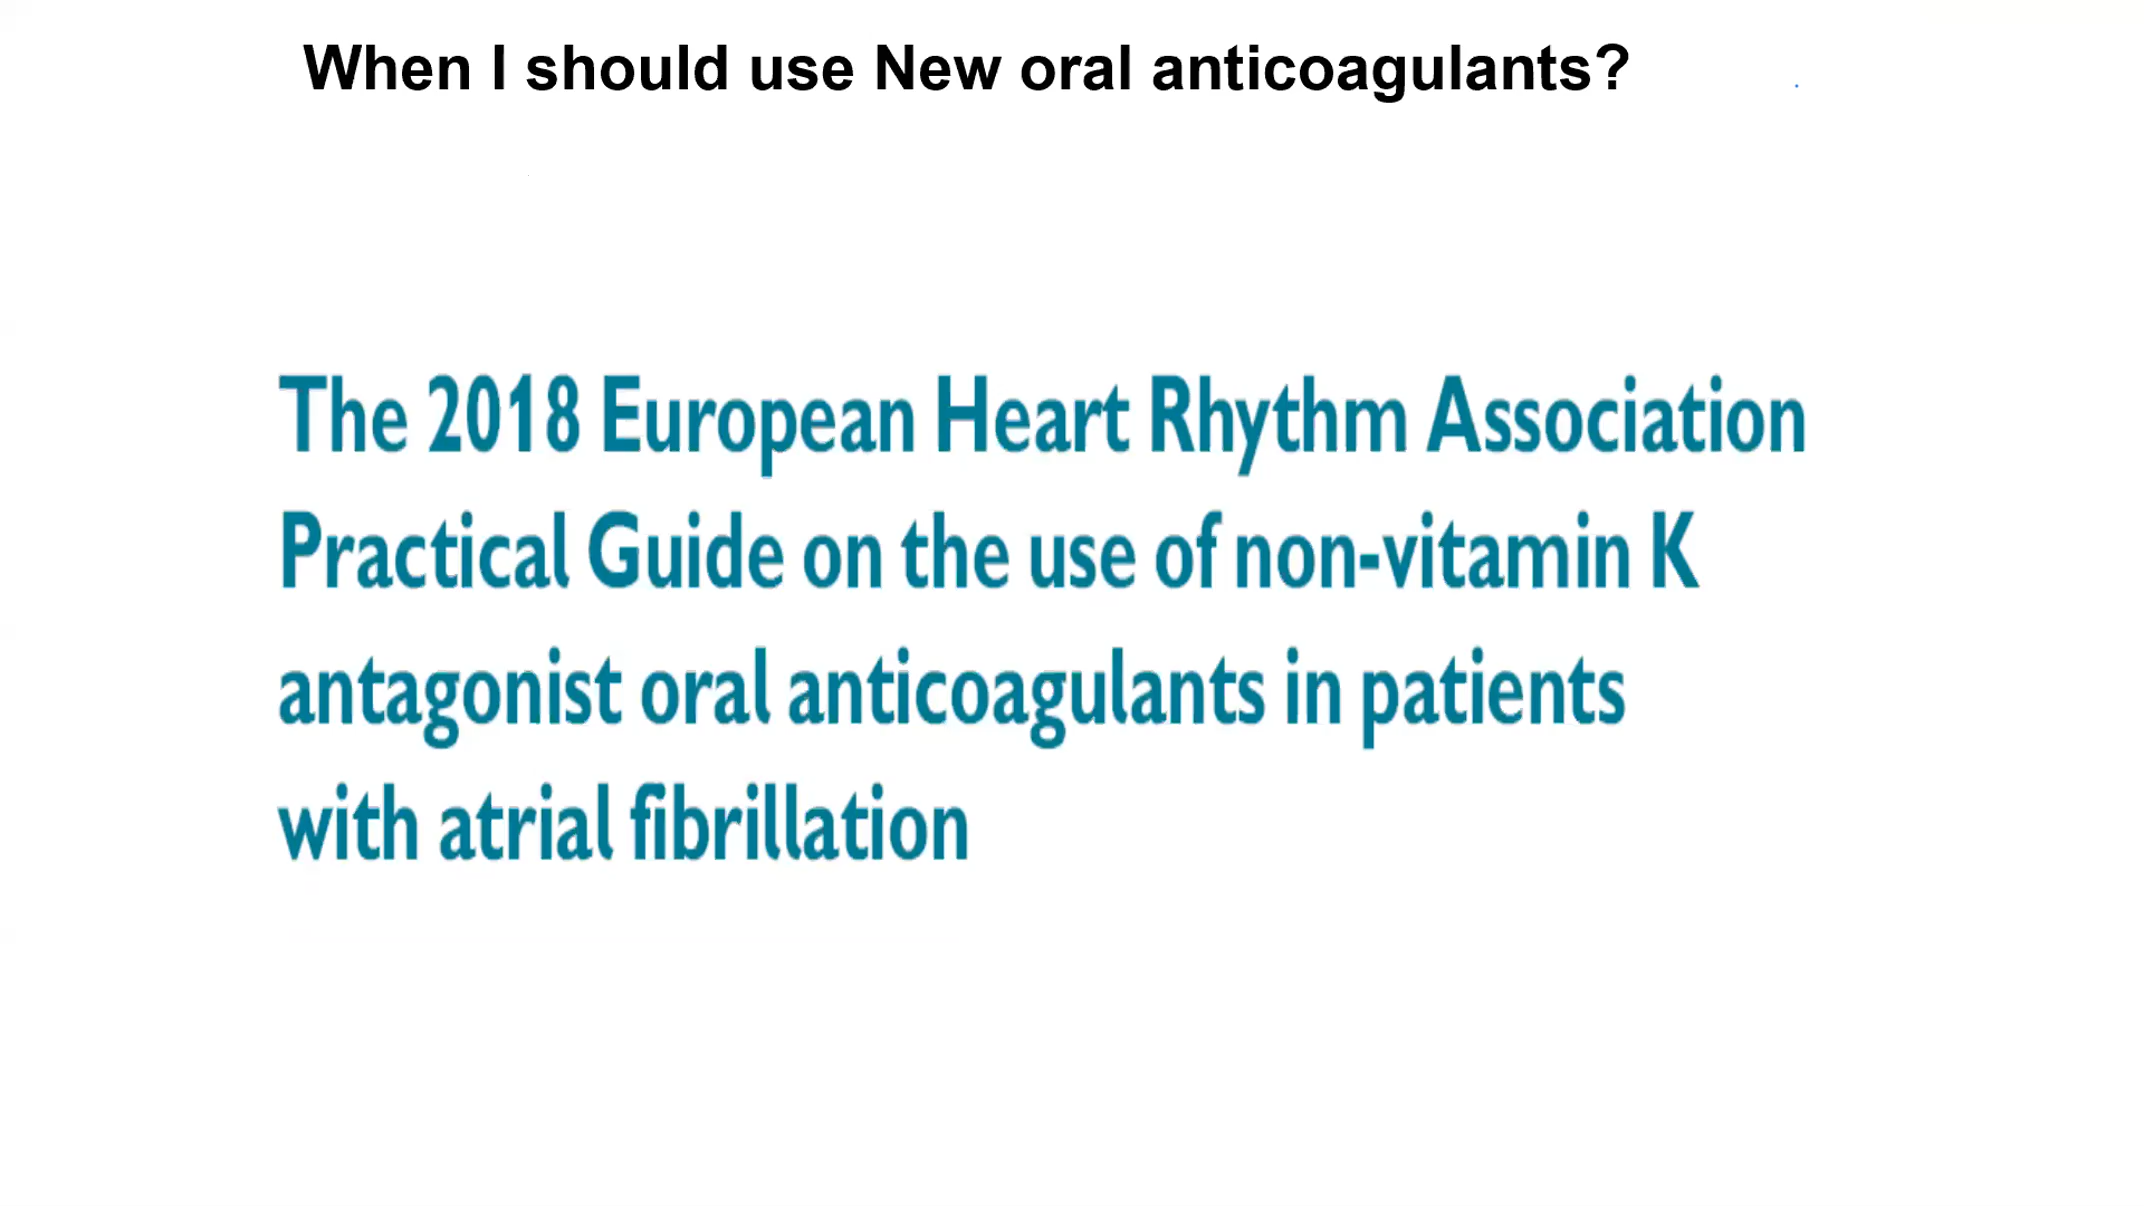 When I should use New oral anticoagulants?
The 2018 European Heart Rhythm Association
Practical Guide on the use of non-vitamin K
antagonist oral anticoagulants in patients
with atrial fibrillation